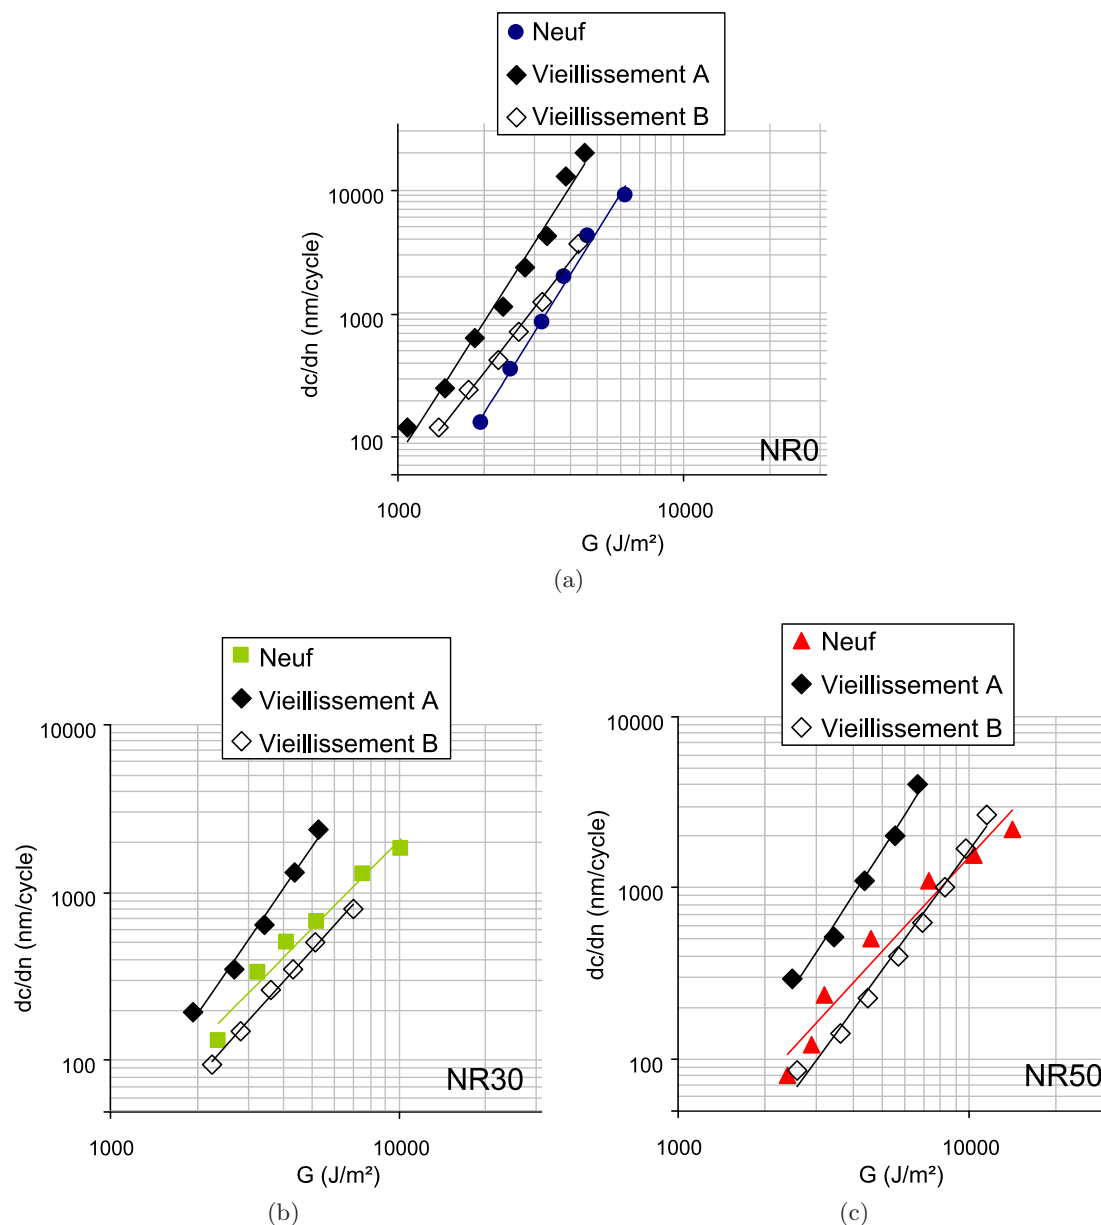 Neuf
Vieillissement A
Vieillissement B
10000
1000
100
dc/dn (nm/cycle)
NR0
1000
10000
G (J/m²)
(a)
Neuf
Vieillissement A
Vieillissement B
10000
1000
100
dc/dn (nm/cycle)
NR30
1000
10000
G (J/m²)
(b)
Neuf
Vieillissement A
Vieillissement B
10000
1000
100
dc/dn (nm/cycle)
NR50
1000
10000
G (J/m²)
(c)